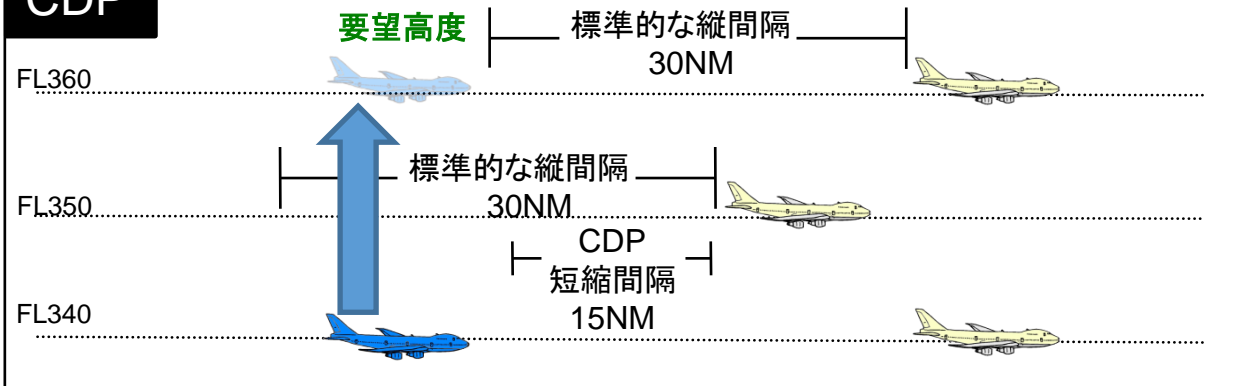 CDP
要望高度
標準的な縦間隔
30NM
FL360
標準的な縦間隔
30NM
FL350
CDP
短縮間隔
15NM
FL340